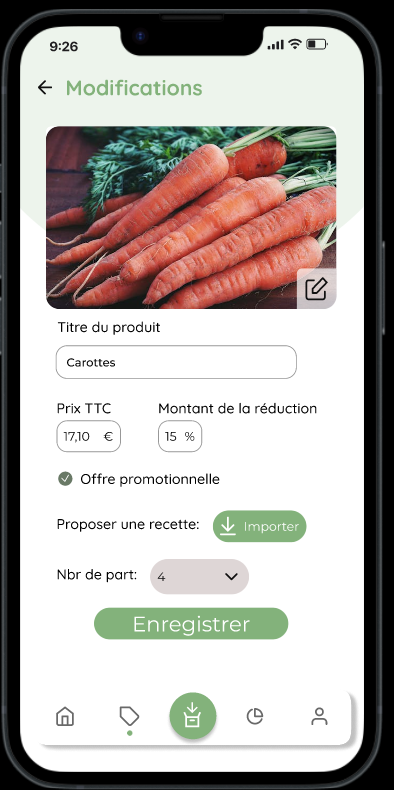 9:26
Modifications
Titre du produit
Carottes
Prix TTC Montant de la réduction
17,10 € 15 %
Offre promotionnelle
Proposer une recette: Importer
Nbr de part: 4
Enregistrer